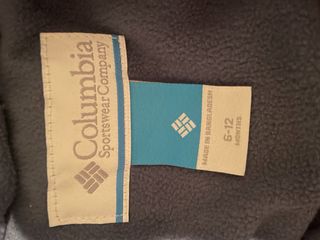 Columbia
Sportswear Company
MADE IN BANGLADESH
6-12
MONTHS